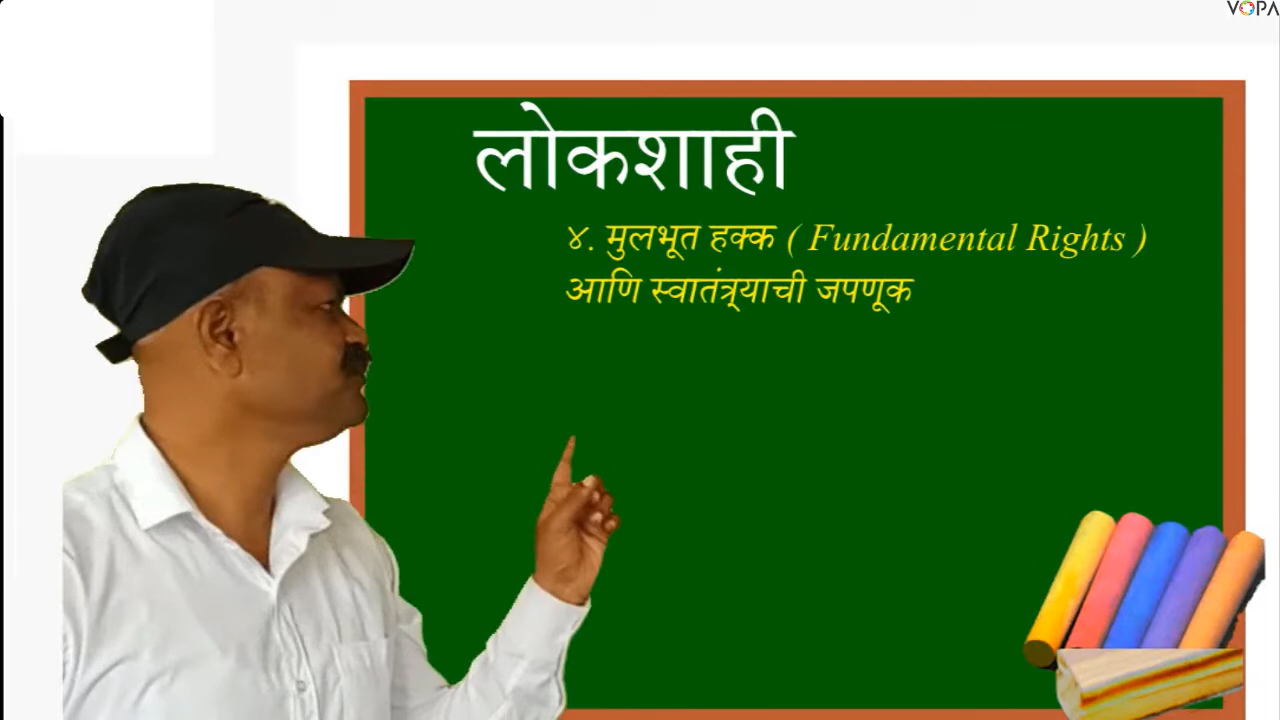 VOPA
लोकशाही
४. मुलभूत हक्क ( Fundamental Rights )
आणि स्वातंत्र्याची जपणूक